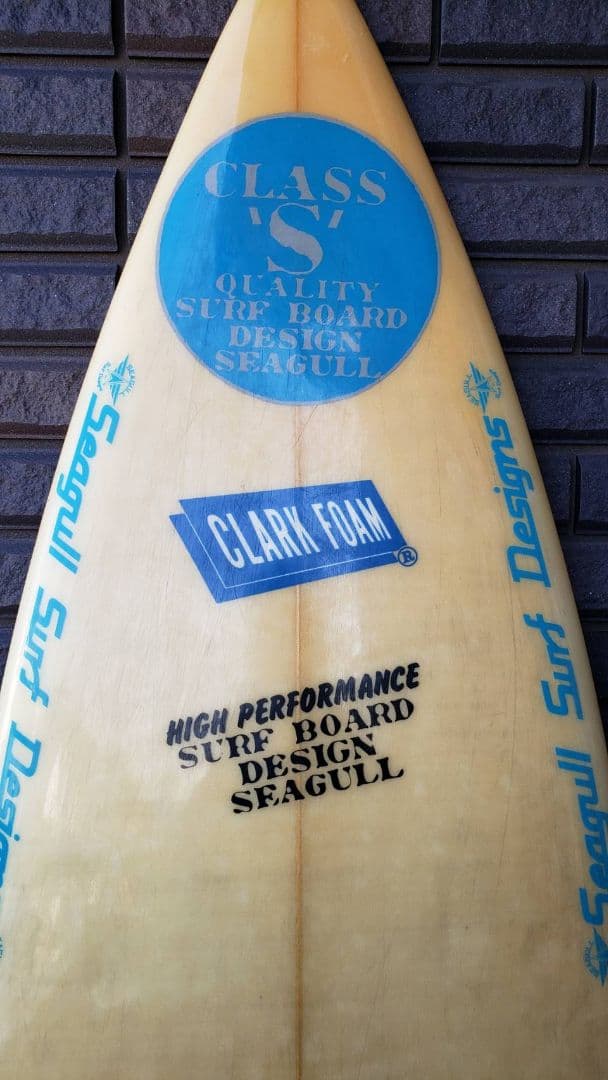 CLASS
'S'
QUALITY
SURF BOARD
DESIGN
SEAGULL
Seagull Surf Designs
CLARK FOAM ®
HIGH PERFORMANCE
SURF BOARD
DESIGN
SEAGULL
Seagull Surf Designs